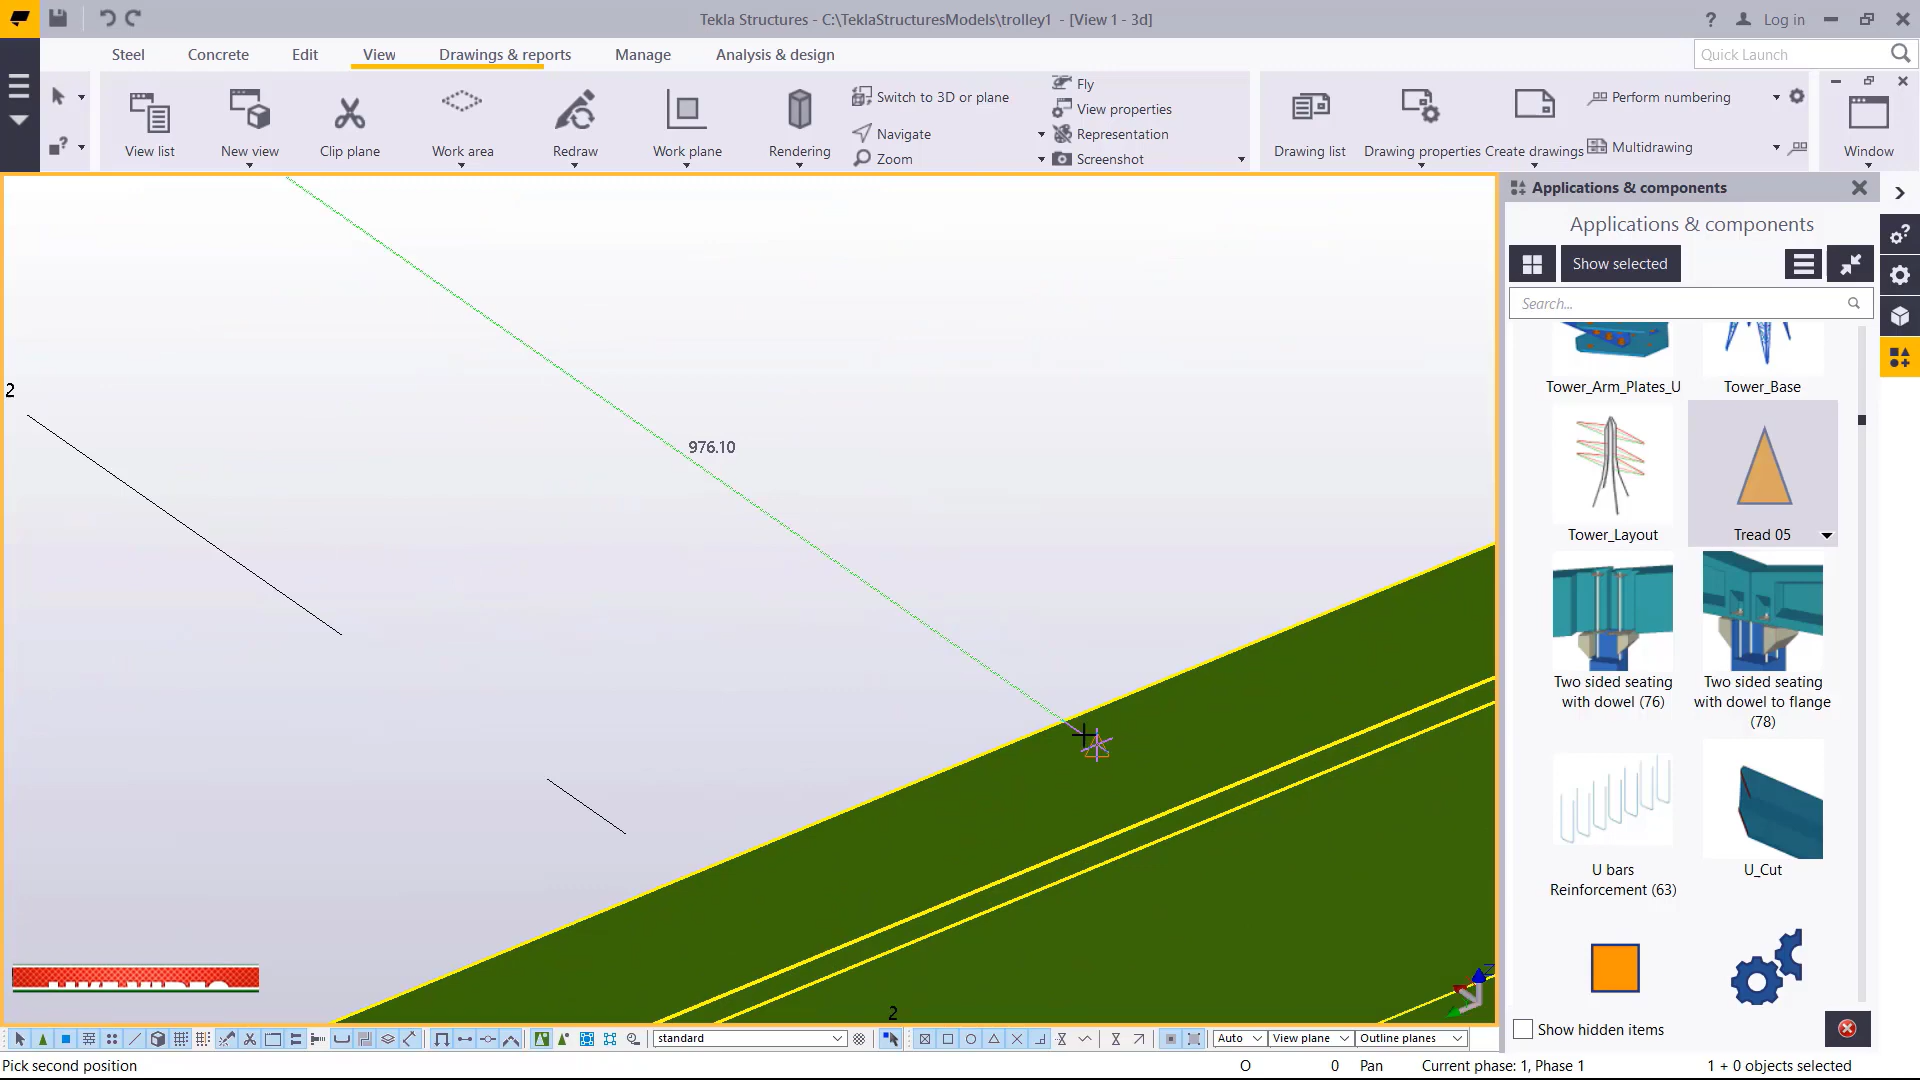 Tekla Structures - C:\TeklaStructuresModels\trolley1 - [View 1 - 3d]
? Log in
Steel Concrete Edit View Drawings & reports Manage Analysis & design
Quick Launch
View list
New view
Clip plane
Work area
Redraw
Work plane
Rendering
Switch to 3D or plane
Navigate
Zoom
Fly
View properties
Representation
Screenshot
Drawing list
Drawing properties
Create drawings
Perform numbering
Multidrawing
Window
Applications & components
Applications & components
Show selected
Search...
Tower_Arm_Plates_U
Tower_Base
Tower_Layout
Tread 05
Two sided seating
with dowel (76)
Two sided seating
with dowel to flange
(78)
U bars
Reinforcement (63)
U_Cut
Show hidden items
2
976.10
2
Z
standard
Auto
View plane
Outline planes
Pick second position
O 0 Pan Current phase: 1, Phase 1 1 + 0 objects selected